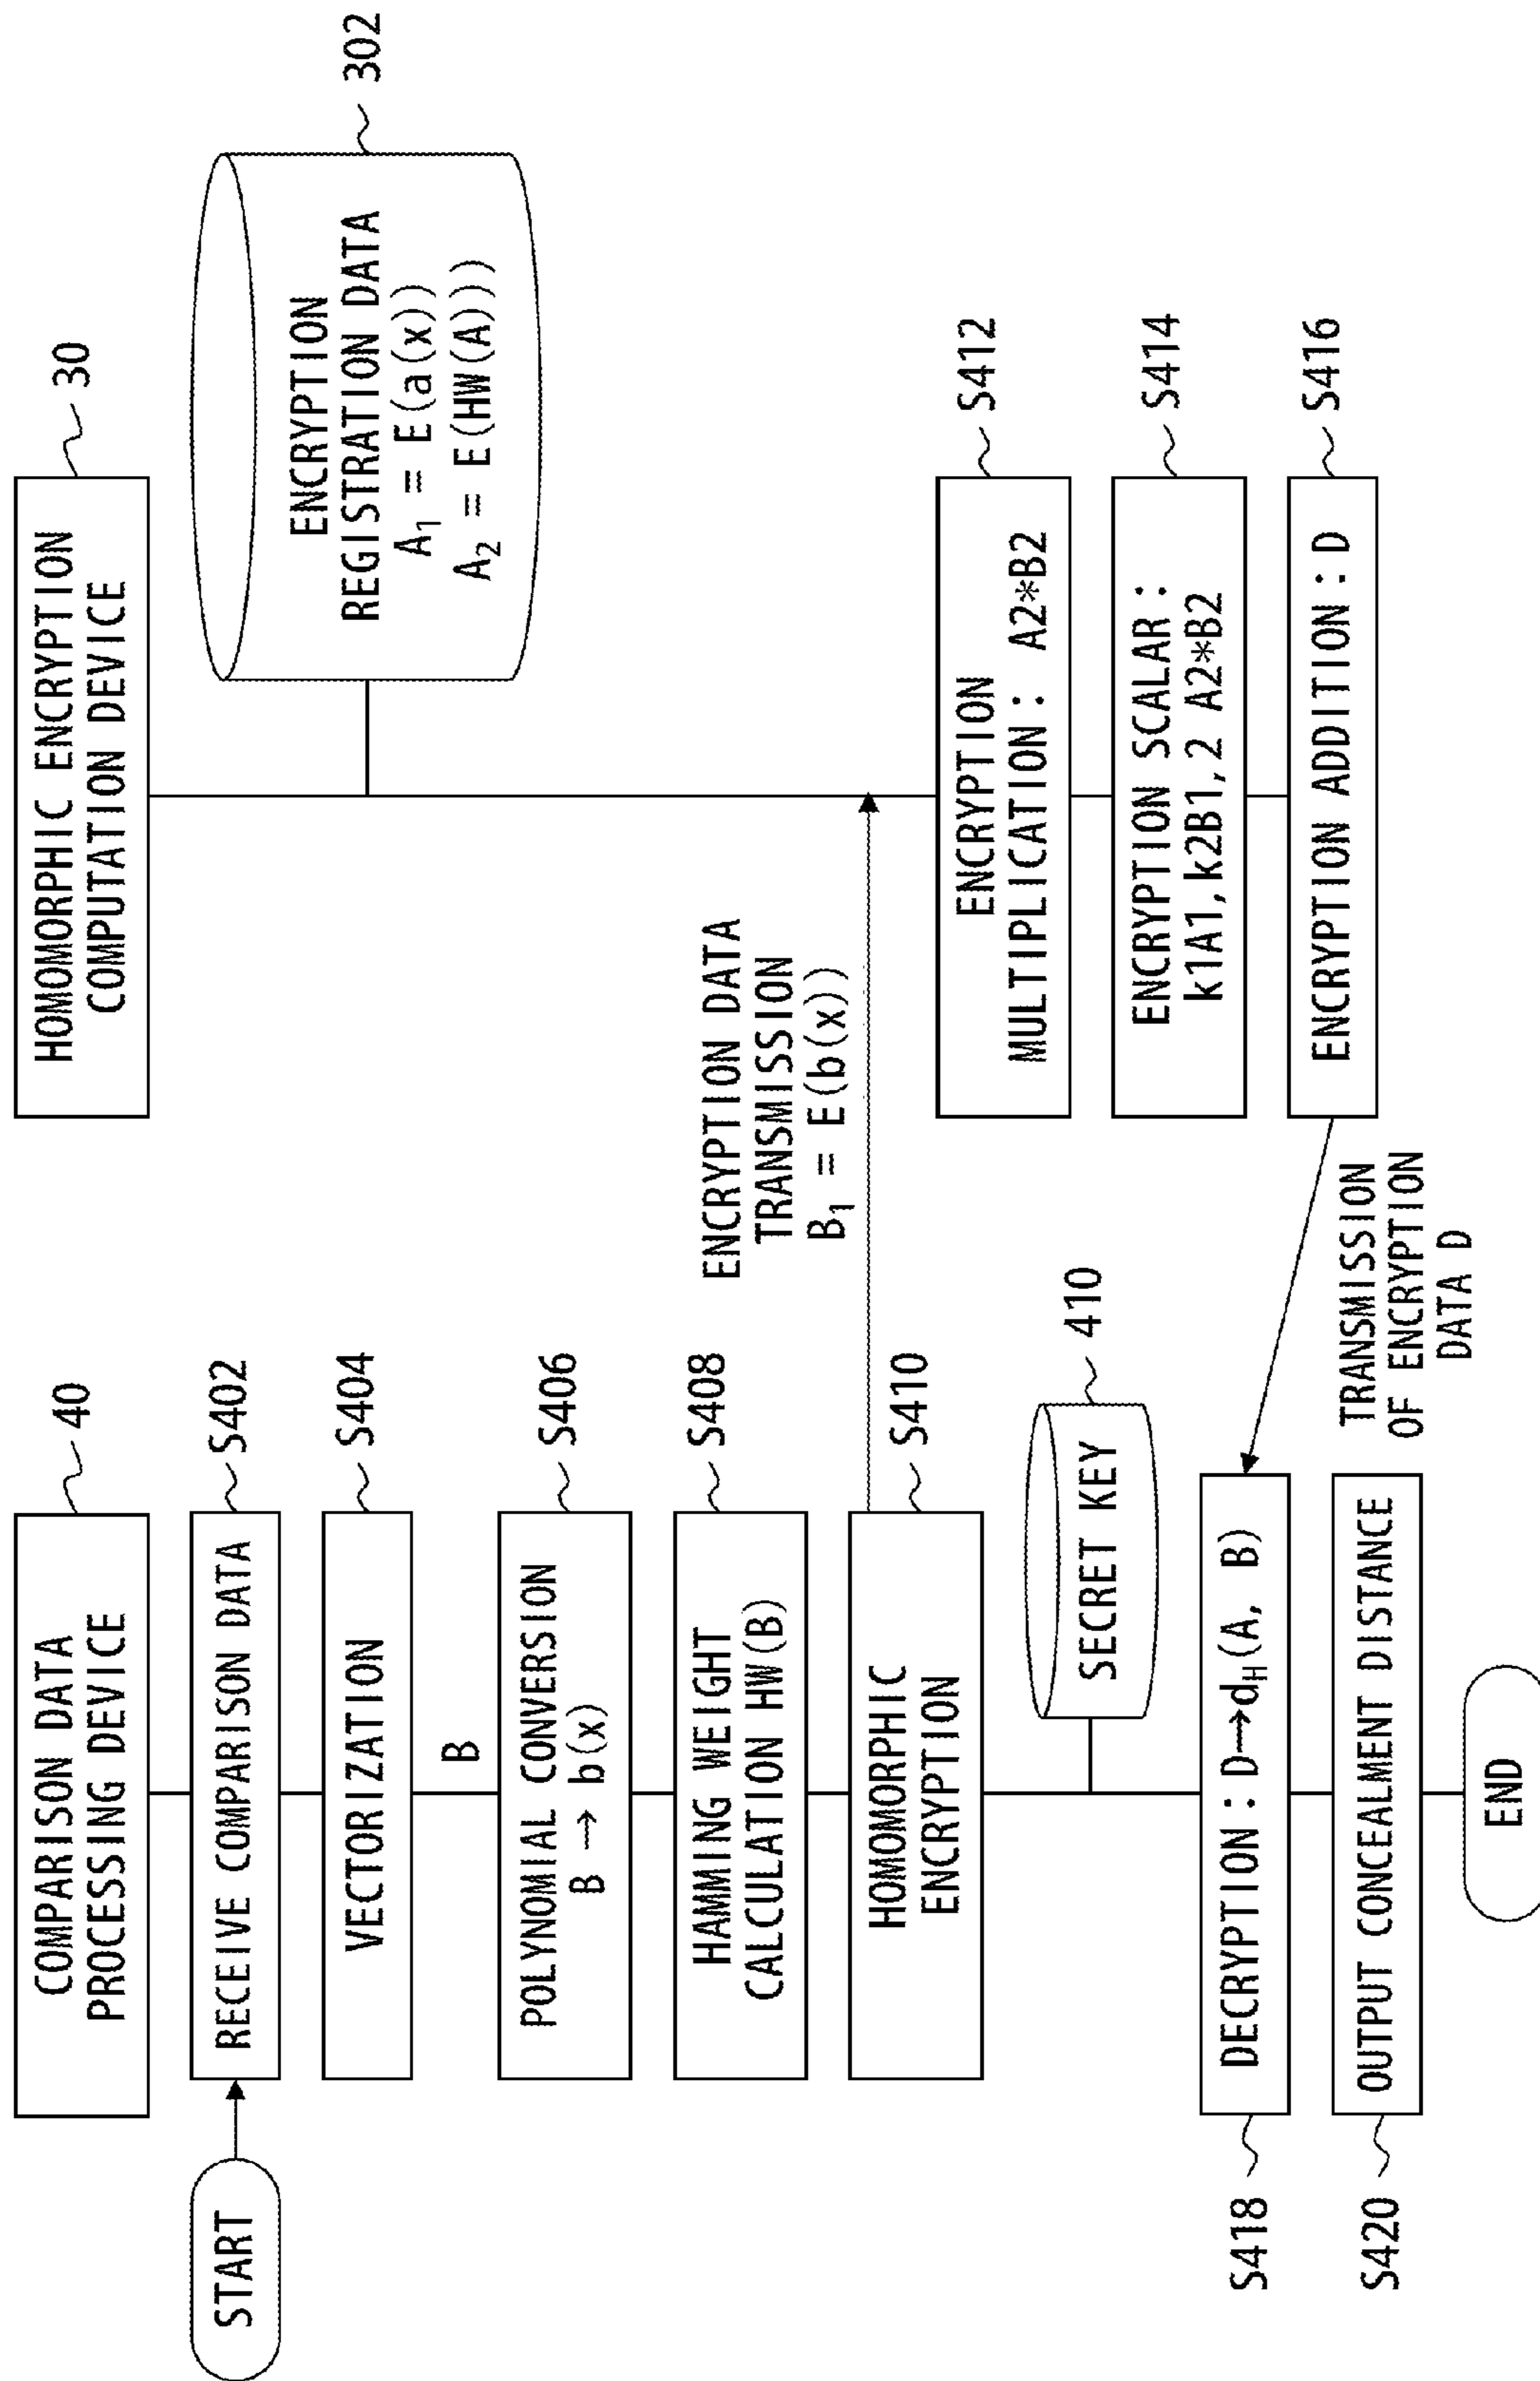 COMPARISON DATA
PROCESSING DEVICE
40
START
RECEIVE COMPARISON DATA
S402
VECTORIZATION
S404
B
POLYNOMIAL CONVERSION
B → b(x)
S406
HAMMING WEIGHT
CALCULATION HW(B)
S408
HOMOMORPHIC
ENCRYPTION
S410
SECRET KEY
410
DECRYPTION : D→d_H(A, B)
S418
OUTPUT CONCEALMENT DISTANCE
S420
END
HOMOMORPHIC ENCRYPTION
COMPUTATION DEVICE
30
ENCRYPTION
REGISTRATION DATA
A₁ = E(a(x))
A₂ = E(HW(A)))
302
ENCRYPTION DATA
TRANSMISSION
B₁ = E(b(x))
ENCRYPTION
MULTIPLICATION : A2*B2
S412
ENCRYPTION SCALAR :
k1A1, k2B1, 2 A2*B2
S414
ENCRYPTION ADDITION : D
S416
TRANSMISSION
OF ENCRYPTION
DATA D